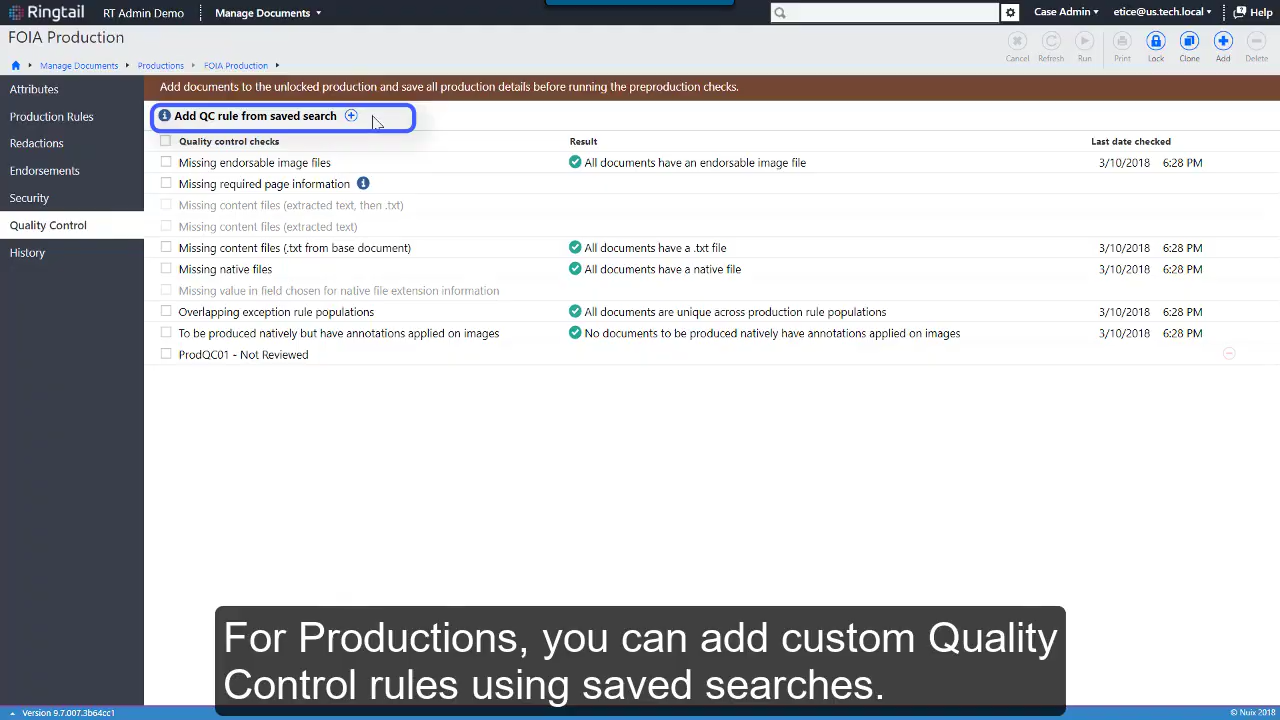 Ringtail RT Admin Demo Manage Documents Case Admin etice@us.tech.local Help
FOIA Production
Cancel Refresh Run Print Lock Clone Add Delete
Manage Documents Productions FOIA Production
Attributes
Production Rules
Redactions
Endorsements
Security
Quality Control
History
Add documents to the unlocked production and save all production details before running the preproduction checks.
Add QC rule from saved search
Quality control checks Result Last date checked
Missing endorsable image files All documents have an endorsable image file 3/10/2018 6:28 PM
Missing required page information
Missing content files (extracted text, then .txt)
Missing content files (extracted text)
Missing content files (.txt from base document) All documents have a .txt file 3/10/2018 6:28 PM
Missing native files All documents have a native file 3/10/2018 6:28 PM
Missing value in field chosen for native file extension information
Overlapping exception rule populations All documents are unique across production rule populations 3/10/2018 6:28 PM
To be produced natively but have annotations applied on images No documents to be produced natively have annotations applied on images 3/10/2018 6:28 PM
ProdQC01 - Not Reviewed
For Productions, you can add custom Quality
Control rules using saved searches.
Version 9.7.007.3b64cc1 © Nuix 2018